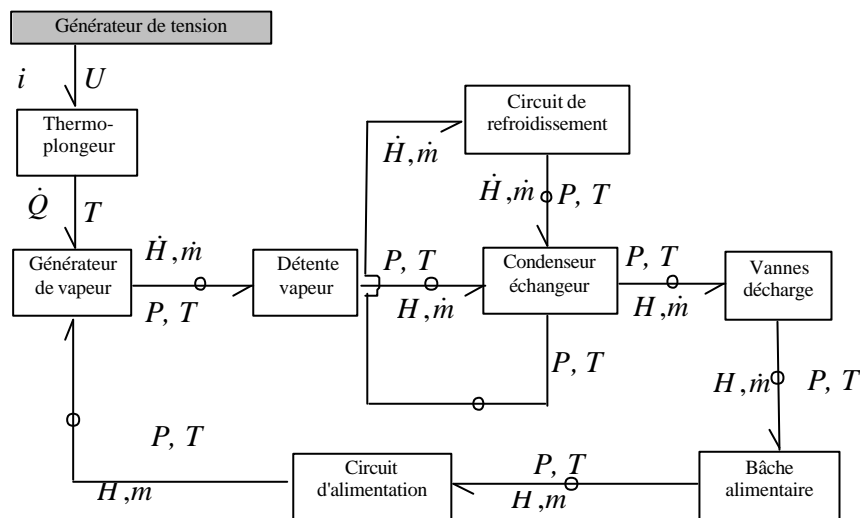 Générateur de tension
i U
Thermo-
plongeur
Circuit de
refroidissement
Ḣ,ṁ
Q̇ T
Ḣ,ṁ
P, T
Ḣ,ṁ
Générateur
de vapeur
P, T
Détente
vapeur
P, T
H,ṁ
Condenseur
échangeur
P, T
H,ṁ
Vannes
décharge
P, T
H,ṁ P, T
P, T
H,m
Circuit
d'alimentation
P, T
H,m
Bâche
alimentaire